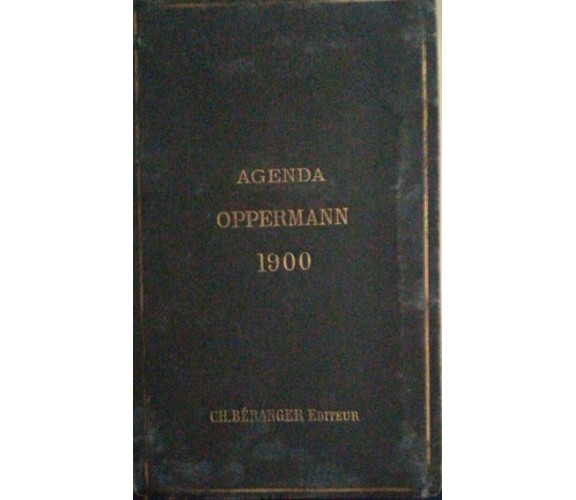 AGENDA
OPPERMANN
1900
CH. BÉRANGER EDITEUR